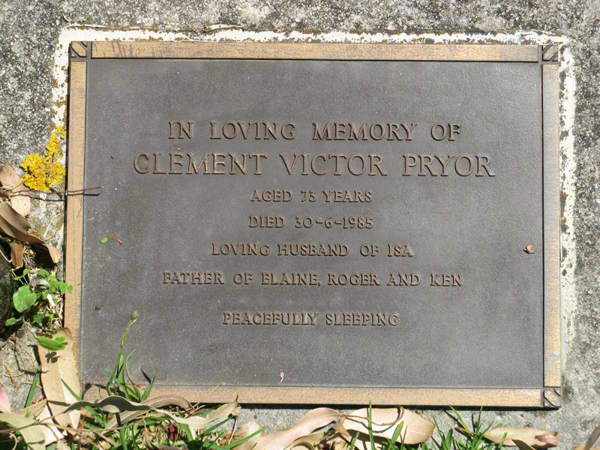 IN LOVING MEMORY OF
CLEMENT VICTOR PRYOR
AGED 73 YEARS
DIED 30-6-1985
LOVING HUSBAND OF ISA
FATHER OF ELAINE, ROGER AND KEN
PEACEFULLY SLEEPING